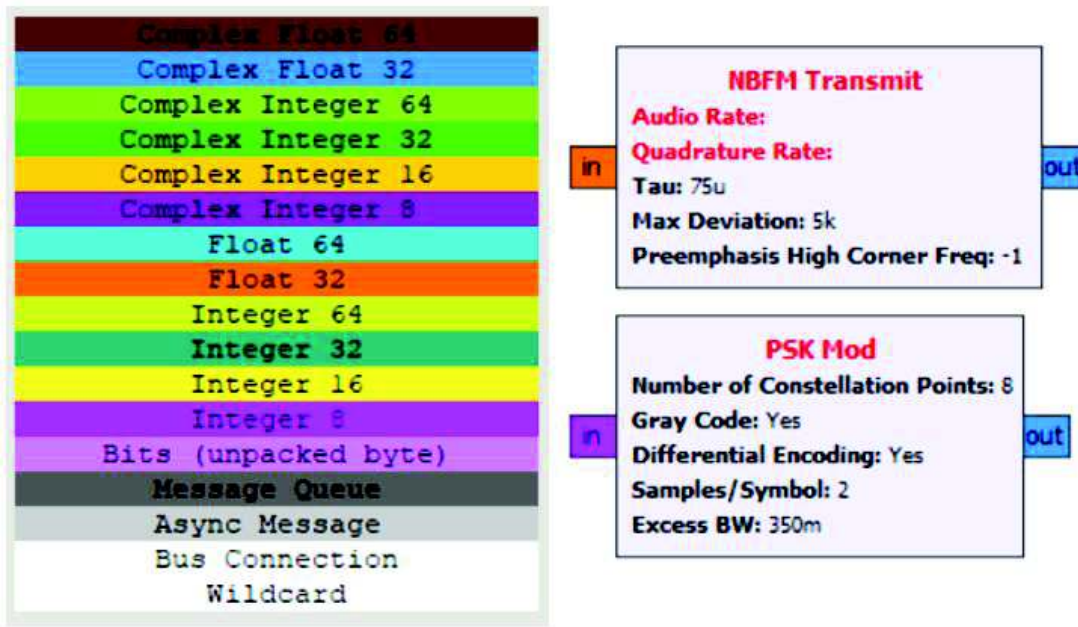 Complex Float 64
Complex Float 32
Complex Integer 64
Complex Integer 32
Complex Integer 16
Complex Integer 8
Float 64
Float 32
Integer 64
Integer 32
Integer 16
Integer 8
Bits (unpacked byte)
Message Queue
Async Message
Bus Connection
Wildcard
NBFM Transmit
Audio Rate:
Quadrature Rate:
in
out
Tau: 75u
Max Deviation: 5k
Preemphasis High Corner Freq: -1
PSK Mod
Number of Constellation Points: 8
Gray Code: Yes
in
out
Differential Encoding: Yes
Samples/Symbol: 2
Excess BW: 350m